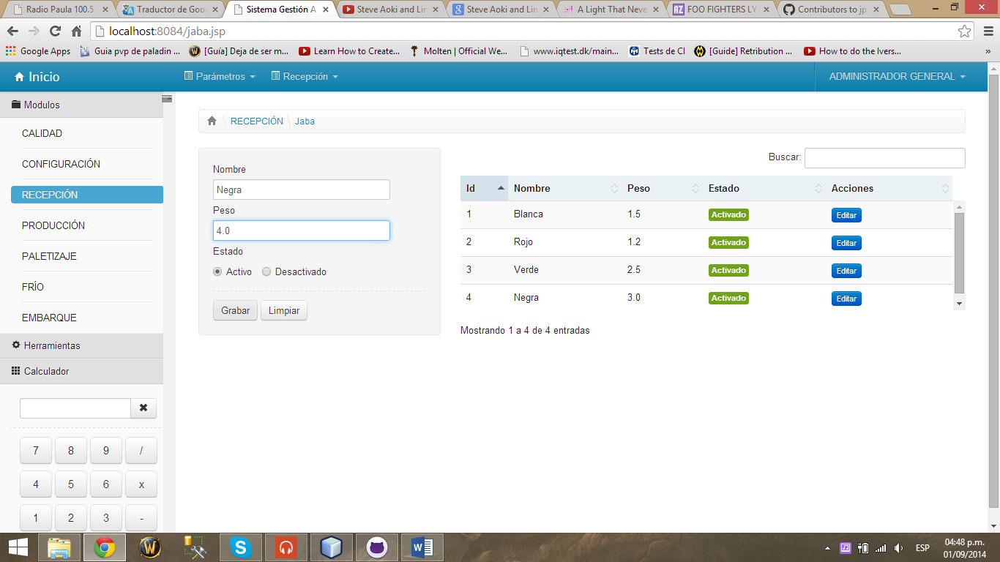 Radio Paula 100.5
Traductor de Goo
Sistema Gestión A
Steve Aoki and Lin
Steve Aoki and Lin
A Light That Neve
FOO FIGHTERS LY
Contributors to jp
localhost:8084/jaba.jsp
Google Apps
Guia pvp de paladin ...
[Guía] Deja de ser m...
Learn How to Create...
Molten | Official We...
www.iqtest.dk/main...
Tests de CI
[Guide] Retribution ...
How to do the Ivers...
»
Inicio
Parámetros
Recepción
ADMINISTRADOR GENERAL
Modulos
CALIDAD
CONFIGURACIÓN
RECEPCIÓN
PRODUCCIÓN
PALETIZAJE
FRÍO
EMBARQUE
Herramientas
Calculador
7 8 9 /
4 5 6 x
1 2 3 -
RECEPCIÓN \ Jaba
Nombre
Negra
Peso
4.0
Estado
Activo Desactivado
Grabar Limpiar
Buscar:
Id Nombre Peso Estado Acciones
1 Blanca 1.5 Activado Editar
2 Rojo 1.2 Activado Editar
3 Verde 2.5 Activado Editar
4 Negra 3.0 Activado Editar
Mostrando 1 a 4 de 4 entradas
ESP
04:48 p.m.
01/09/2014